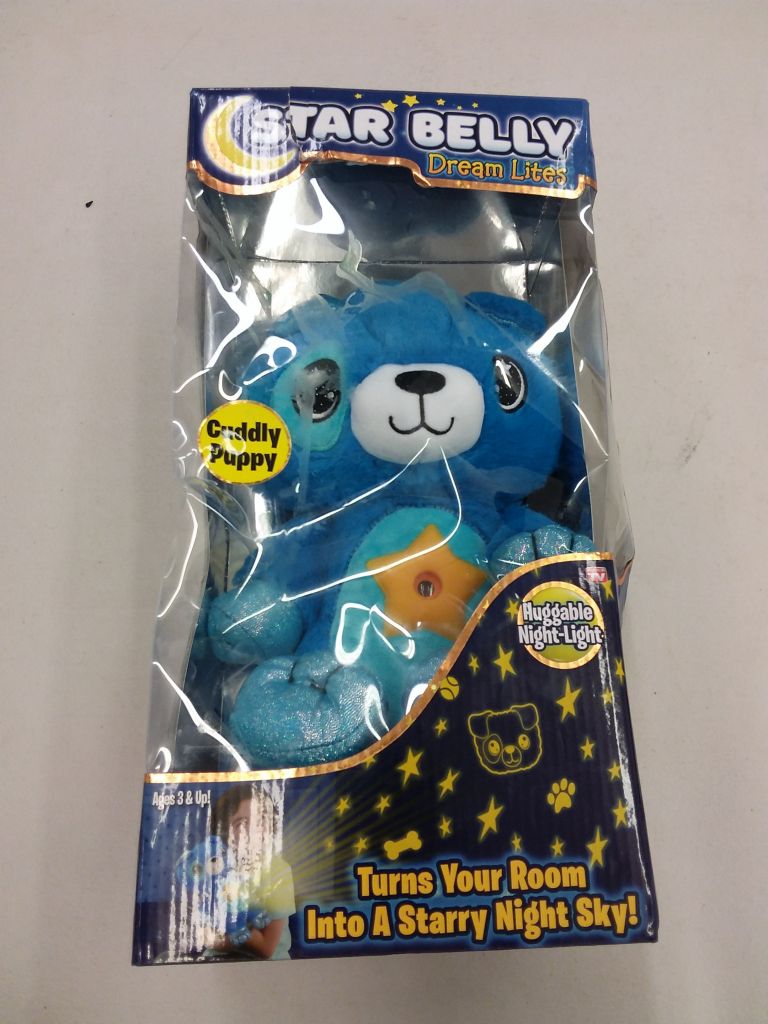 STAR BELLY
Dream Lites
Cuddly
Puppy
TV
Huggable
Night-Light
Ages 3 & Up!
Turns Your Room
Into A Starry Night Sky!